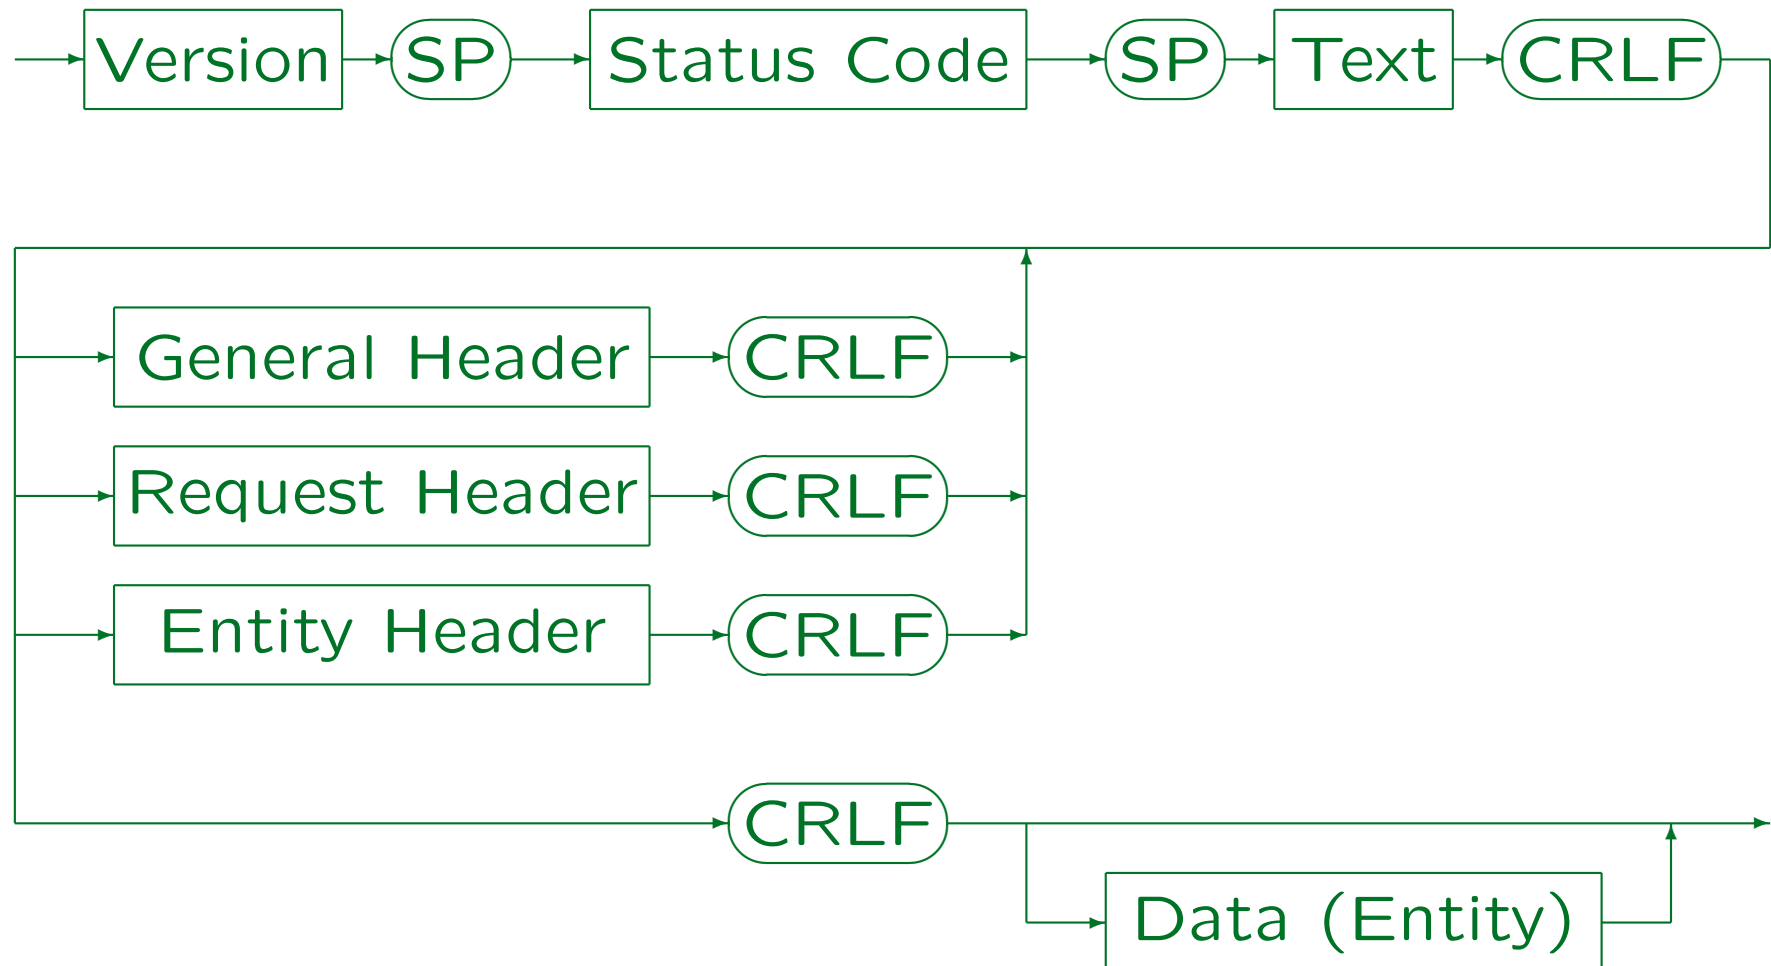 Version SP Status Code SP Text CRLF
General Header CRLF
Request Header CRLF
Entity Header CRLF
CRLF
Data (Entity)